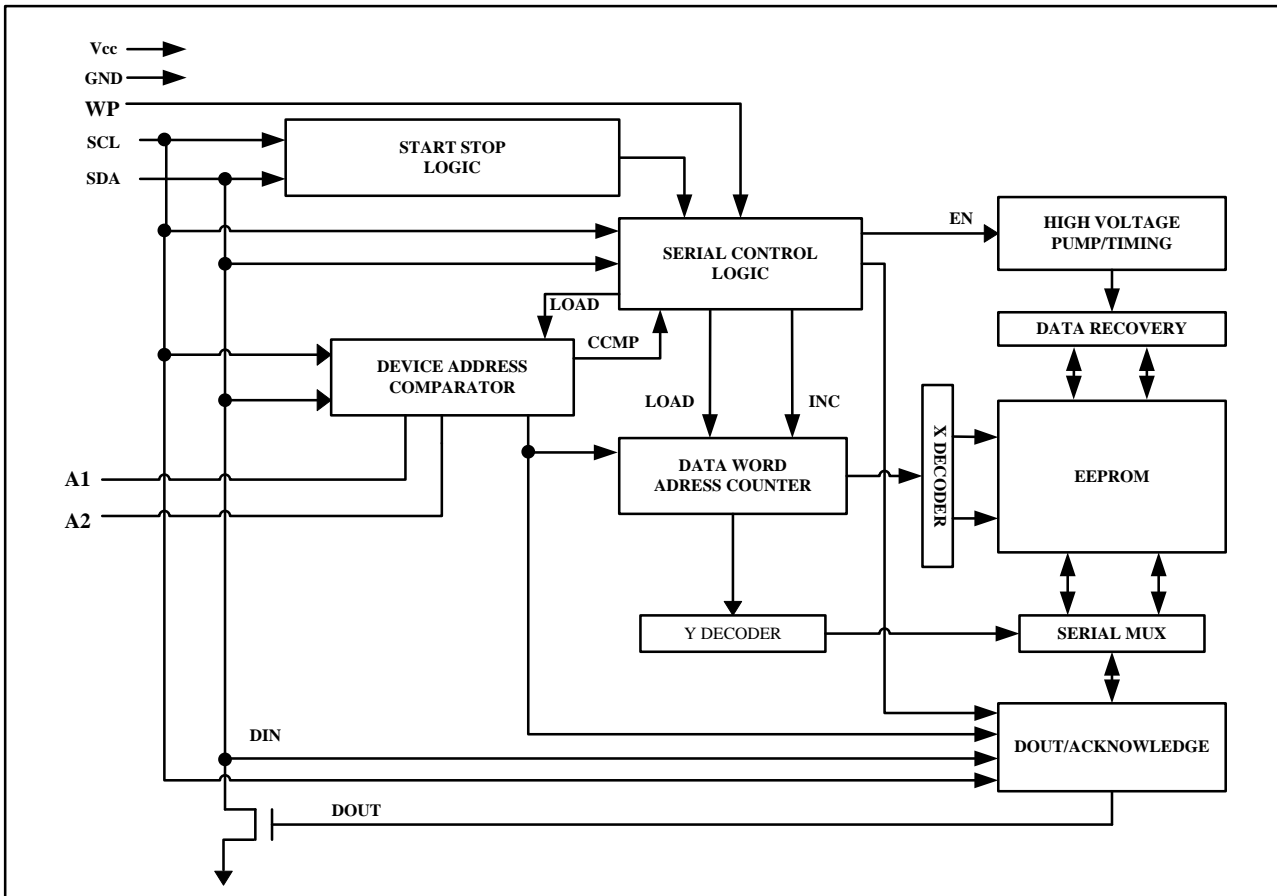 Vcc
GND
WP
SCL
SDA
START STOP
LOGIC
EN
HIGH VOLTAGE
PUMP/TIMING
SERIAL CONTROL
LOGIC
LOAD
CCMP
DATA RECOVERY
DEVICE ADDRESS
COMPARATOR
LOAD
INC
X DECODER
A1
A2
DATA WORD
ADRESS COUNTER
EEPROM
Y DECODER
SERIAL MUX
DIN
DOUT/ACKNOWLEDGE
DOUT